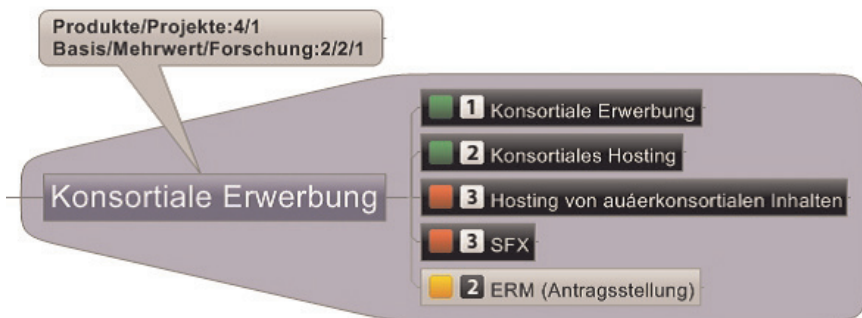 Produkte/Projekte:4/1
Basis/Mehrwert/Forschung:2/2/1
Konsortiale Erwerbung
1 Konsortiale Erwerbung
2 Konsortiales Hosting
3 Hosting von auáerkonsortialen Inhalten
3 SFX
2 ERM (Antragsstellung)